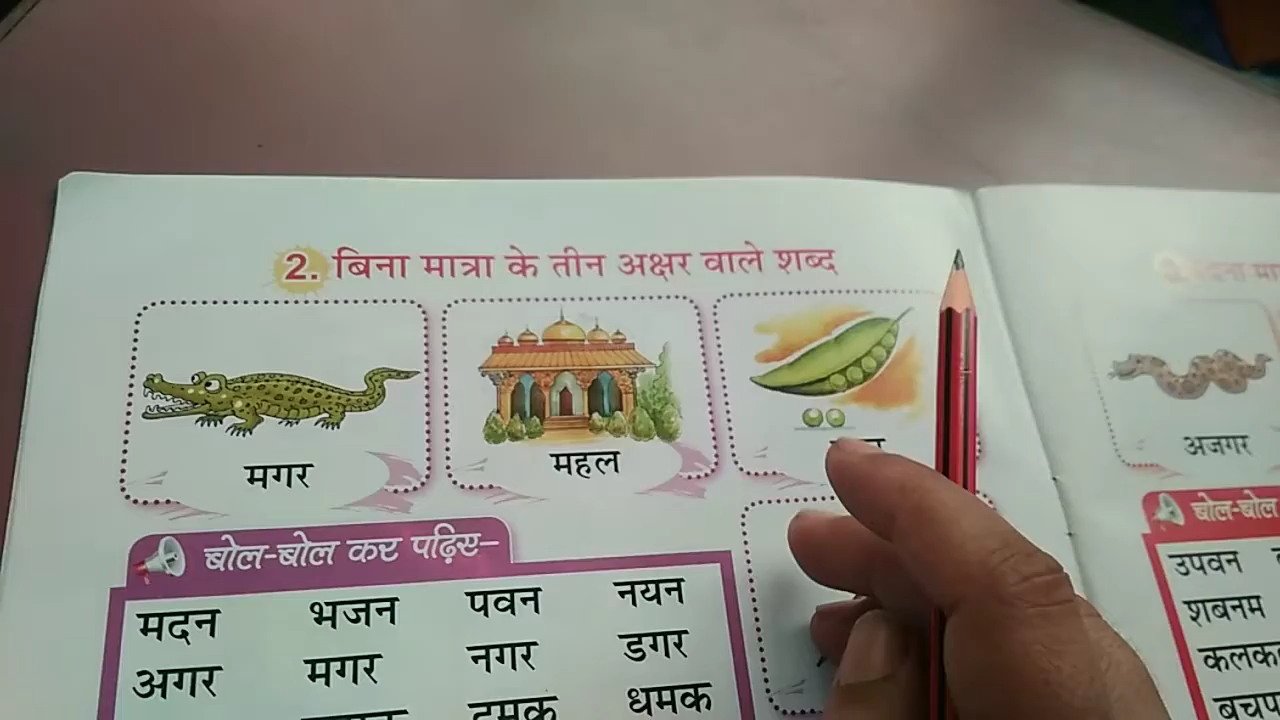 2. बिना मात्रा के तीन अक्षर वाले शब्द
मगर
महल
बोल-बोल कर पढ़िए-
मदन भजन पवन नयन
अगर मगर नगर डगर
धमक
अजगर
बोल-बोल
उपवन
शबनम